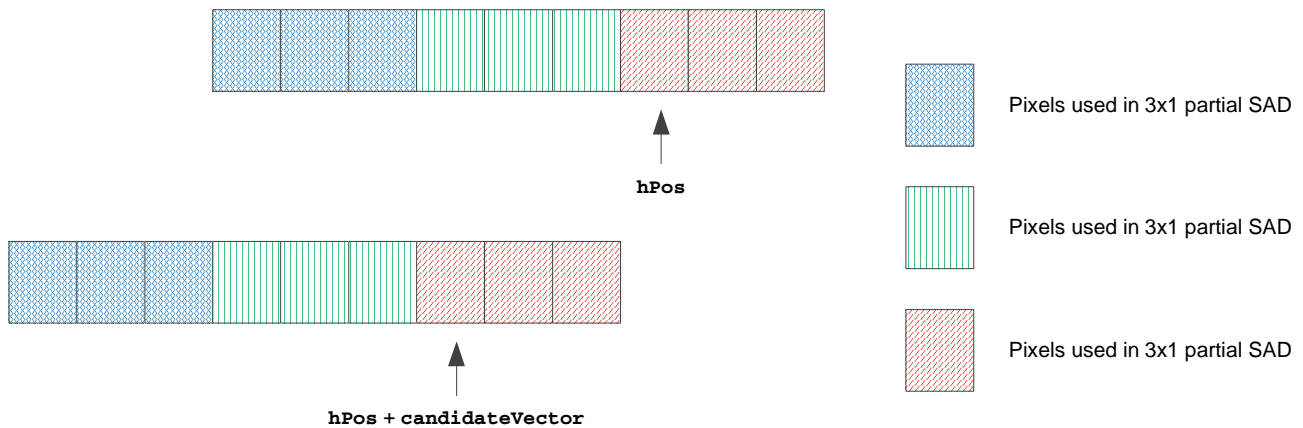 Pixels used in 3x1 partial SAD
hPos
Pixels used in 3x1 partial SAD
Pixels used in 3x1 partial SAD
hPos + candidateVector